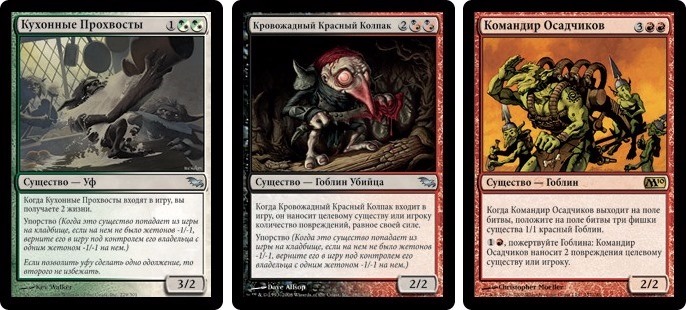 Кухонные Прохвосты 1
Существо — Уф
Когда Кухонные Прохвосты входят в игру, вы
получаете 2 жизни.
Упорство (Когда это существо попадает из игры
на кладбище, если на нем не было жетонов -1/-1,
верните его в игру под контролем его владельца с
одним жетоном -1/-1 на нем.)
Если позволить уфу сделать одно одолжение, то
второго не избежать.
Kev Walker
3/2
Кровожадный Красный Колпак 2
Существо — Гоблин Убийца
Когда Кровожадный Красный Колпак входит в
игру, он наносит целевому существу или игроку
количество повреждений, равное своей силе.
Упорство (Когда это существо попадает из игры
на кладбище, если на нем не было жетонов -1/-1,
верните его в игру под контролем его владельца
с одним жетоном -1/-1 на нем.)
Dave Allsop
2/2
Командир Осадчиков 3
Существо — Гоблин
M10
Когда Командир Осадчиков выходит на поле
битвы, положите на поле битвы три фишки
существа 1/1 красный Гоблин.
1 , пожертвуйте Гоблина: Командир
Осадчиков наносит 2 повреждения целевому
существу или игроку.
Christopher Moeller
2/2